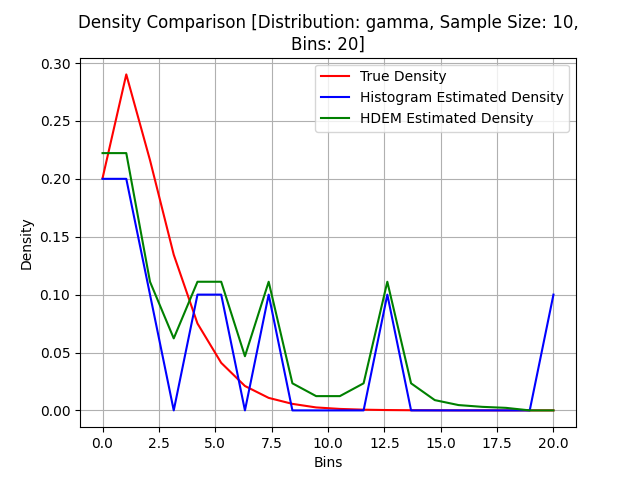 Density Comparison [Distribution: gamma, Sample Size: 10,
Bins: 20]
True Density
Histogram Estimated Density
HDEM Estimated Density
Density
0.30
0.25
0.20
0.15
0.10
0.05
0.00
0.0 2.5 5.0 7.5 10.0 12.5 15.0 17.5 20.0
Bins